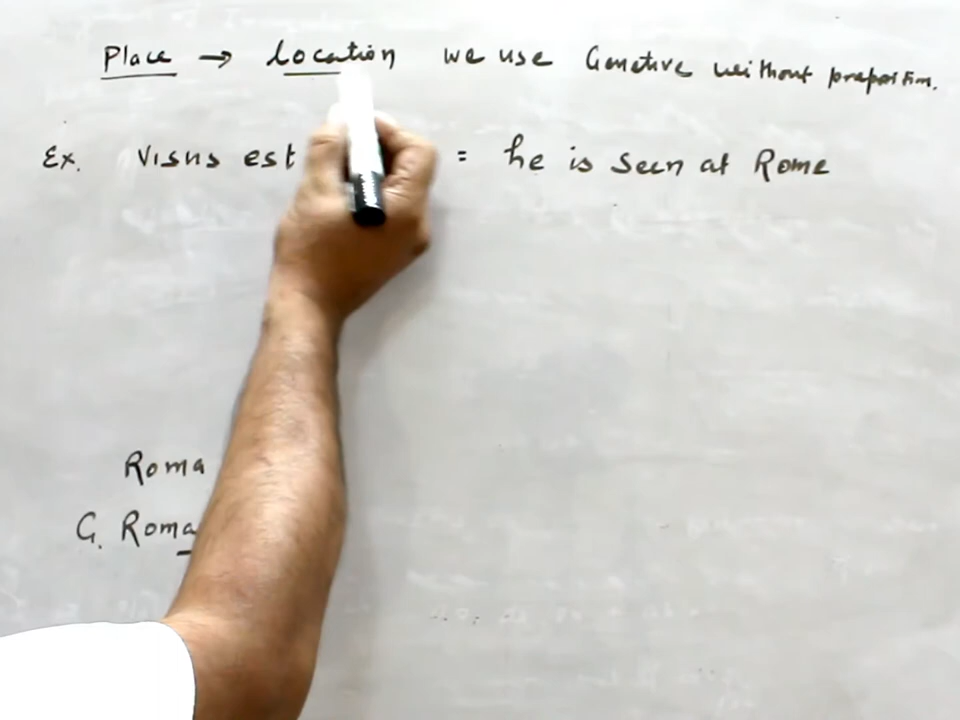 Place → Location we use Genetive without preposition.
Ex. Visus est = he is seen at Rome
Roma
G. Roma